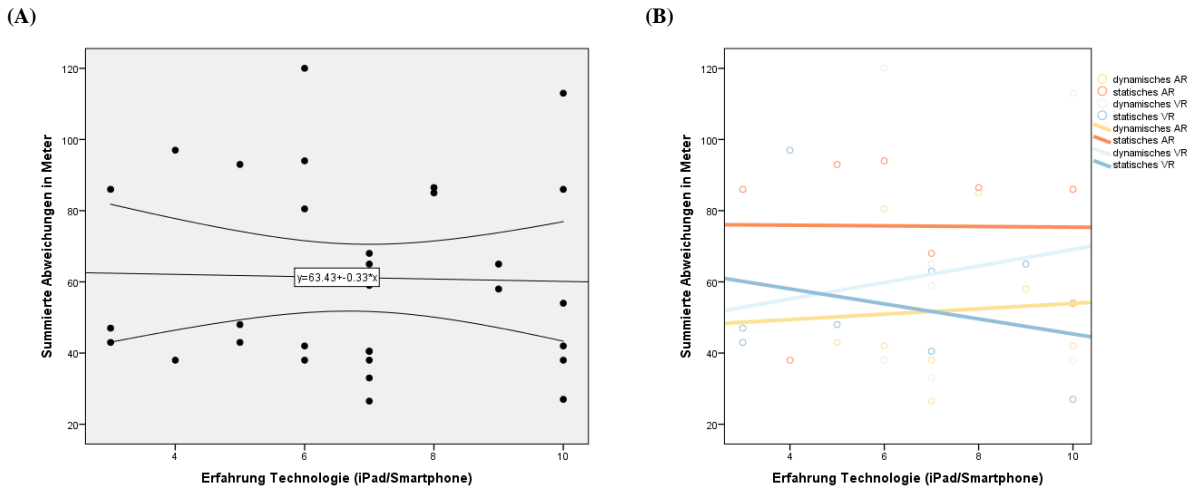 (A)
(B)
Summierte Abweichungen in Meter
120
100
80
60
40
20
y=63.43+-0.33*x
4
6
8
10
Erfahrung Technologie (iPad/Smartphone)
Summierte Abweichungen in Meter
120
100
80
60
40
20
4
6
8
10
Erfahrung Technologie (iPad/Smartphone)
dynamisches AR
statisches AR
dynamisches VR
statisches VR
dynamisches AR
statisches AR
dynamisches VR
statisches VR